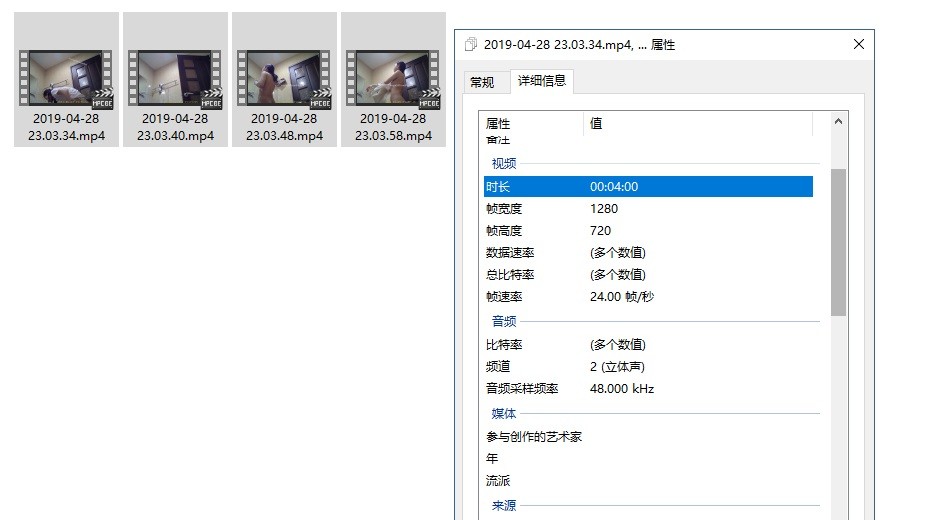 2019-04-28
23.03.34.mp4
2019-04-28
23.03.40.mp4
2019-04-28
23.03.48.mp4
2019-04-28
23.03.58.mp4
2019-04-28 23.03.34.mp4, ... 属性
常规 详细信息
属性 值
备注
视频
时长 00:04:00
帧宽度 1280
帧高度 720
数据速率 (多个数值)
总比特率 (多个数值)
帧速率 24.00 帧/秒
音频
比特率 (多个数值)
频道 2 (立体声)
音频采样频率 48.000 kHz
媒体
参与创作的艺术家
年
流派
来源